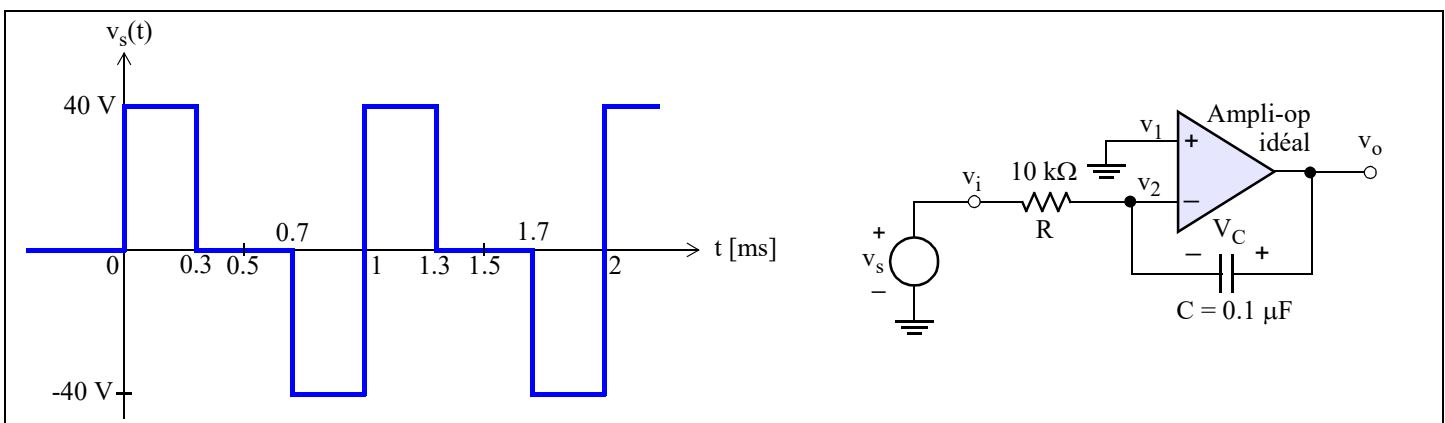 vs(t)
40 V
0.7
1.7
t [ms]
0
0.3
0.5
1
1.3
1.5
2
-40 V
Ampli-op
idéal
v1
+
vo
vi
10 kΩ
v2
−
R
VC
+
vs
−
− +
C = 0.1 µF